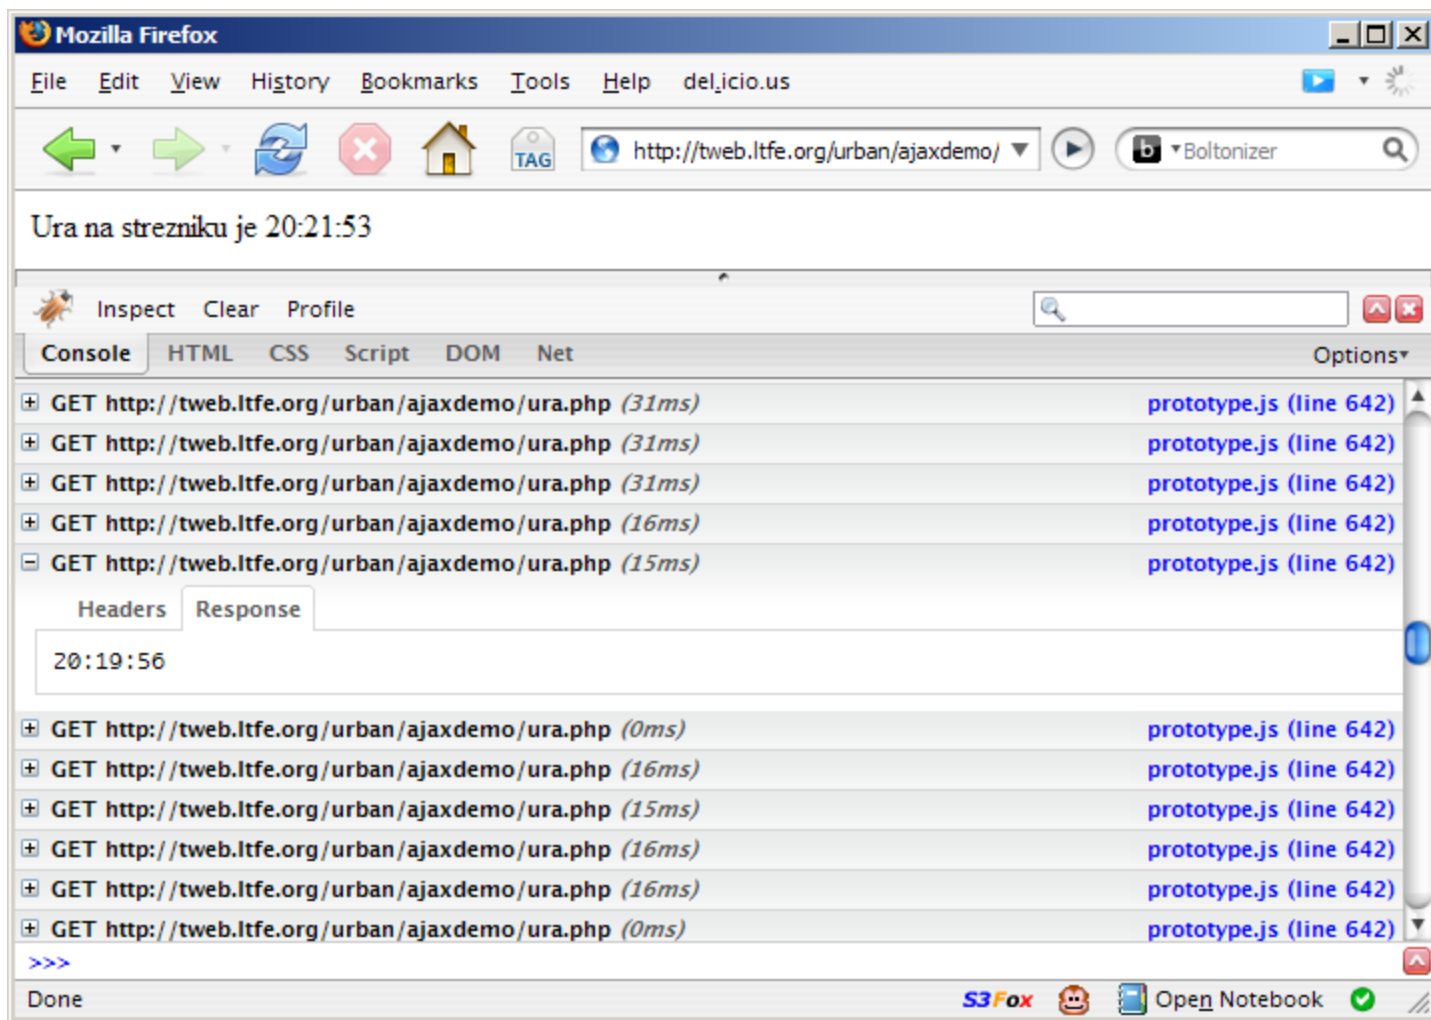 Mozilla Firefox
File Edit View History Bookmarks Tools Help del.icio.us
TAG http://tweb.ltfe.org/urban/ajaxdemo/ b Boltonizer
Ura na strezniku je 20:21:53
Inspect Clear Profile
Console HTML CSS Script DOM Net Options
GET http://tweb.ltfe.org/urban/ajaxdemo/ura.php (31ms) prototype.js (line 642)
GET http://tweb.ltfe.org/urban/ajaxdemo/ura.php (31ms) prototype.js (line 642)
GET http://tweb.ltfe.org/urban/ajaxdemo/ura.php (31ms) prototype.js (line 642)
GET http://tweb.ltfe.org/urban/ajaxdemo/ura.php (16ms) prototype.js (line 642)
GET http://tweb.ltfe.org/urban/ajaxdemo/ura.php (15ms) prototype.js (line 642)
Headers Response
20:19:56
GET http://tweb.ltfe.org/urban/ajaxdemo/ura.php (0ms) prototype.js (line 642)
GET http://tweb.ltfe.org/urban/ajaxdemo/ura.php (16ms) prototype.js (line 642)
GET http://tweb.ltfe.org/urban/ajaxdemo/ura.php (15ms) prototype.js (line 642)
GET http://tweb.ltfe.org/urban/ajaxdemo/ura.php (16ms) prototype.js (line 642)
GET http://tweb.ltfe.org/urban/ajaxdemo/ura.php (16ms) prototype.js (line 642)
GET http://tweb.ltfe.org/urban/ajaxdemo/ura.php (0ms) prototype.js (line 642)
>>>
Done S3Fox Open Notebook